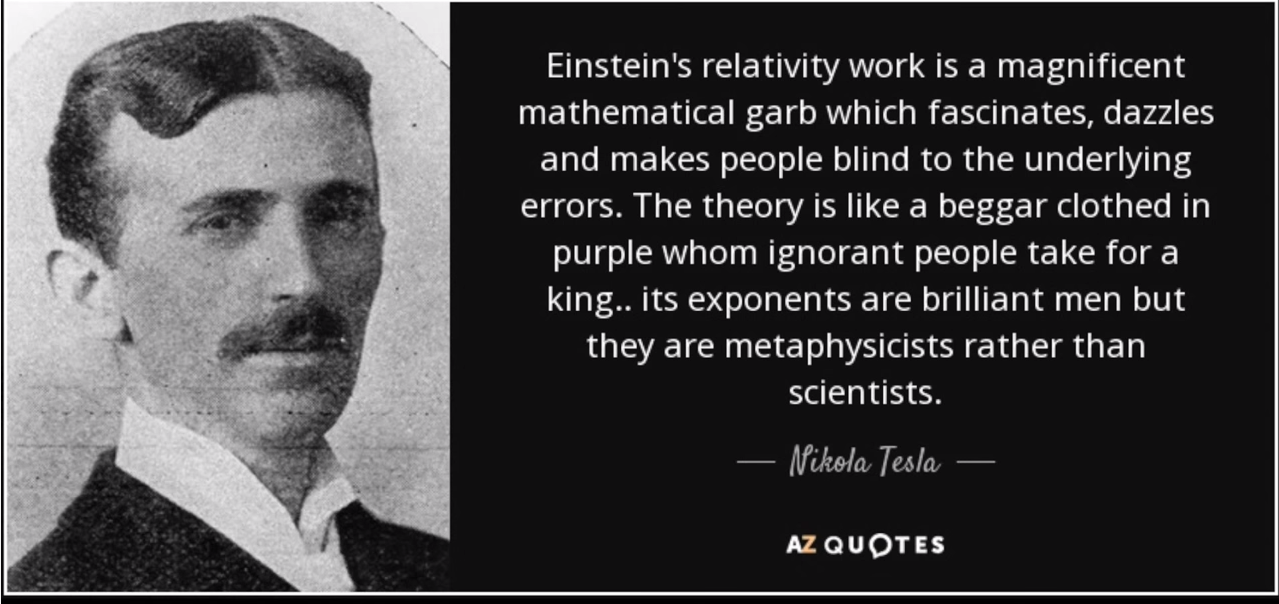 Einstein's relativity work is a magnificent
mathematical garb which fascinates, dazzles
and makes people blind to the underlying
errors. The theory is like a beggar clothed in
purple whom ignorant people take for a
king.. its exponents are brilliant men but
they are metaphysicists rather than
scientists.
— Nikola Tesla —
AZ QUOTES